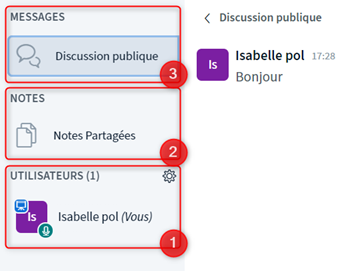 MESSAGES
Discussion publique
3
NOTES
Notes Partagées
2
UTILISATEURS (1)
Is
Isabelle pol (Vous)
1
Discussion publique
Is
Isabelle pol 17:28
Bonjour